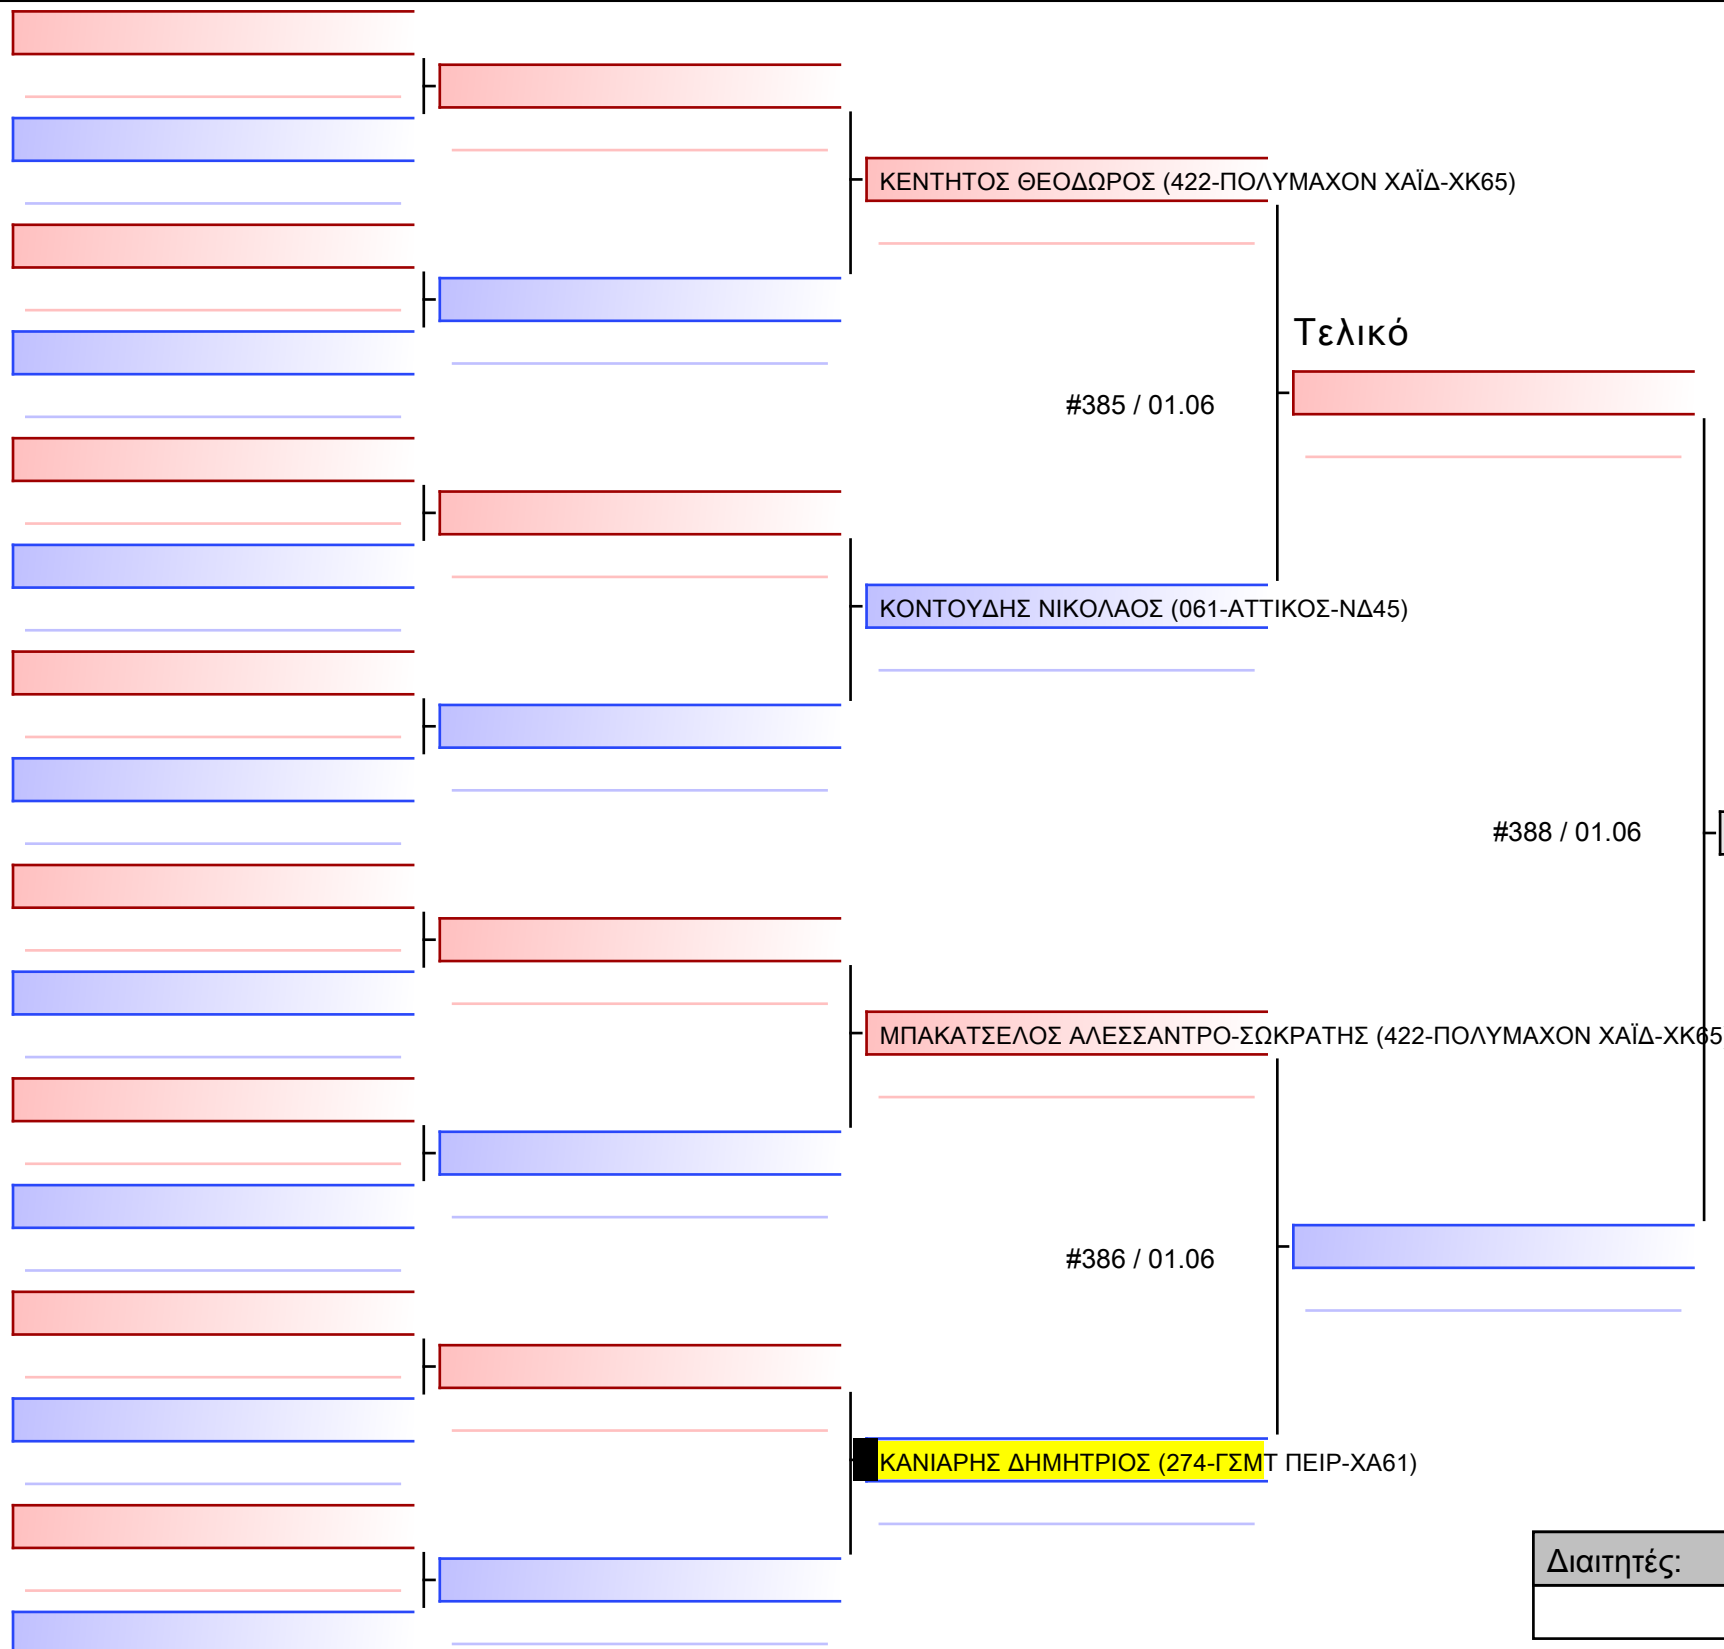 ΚΕΝΤΗΤΟΣ ΘΕΟΔΩΡΟΣ (422-ΠΟΛΥΜΑΧΟΝ ΧΑΪΔ-ΧΚ65)
Τελικό
#385 / 01.06
ΚΟΝΤΟΥΔΗΣ ΝΙΚΟΛΑΟΣ (061-ΑΤΤΙΚΟΣ-ΝΔ45)
#388 / 01.06
ΜΠΑΚΑΤΣΕΛΟΣ ΑΛΕΣΣΑΝΤΡΟ-ΣΩΚΡΑΤΗΣ (422-ΠΟΛΥΜΑΧΟΝ ΧΑΪΔ-ΧΚ65
#386 / 01.06
ΚΑΝΙΑΡΗΣ ΔΗΜΗΤΡΙΟΣ (274-ΓΣΜΤ ΠΕΙΡ-ΧΑ61)
Διαιτητές: